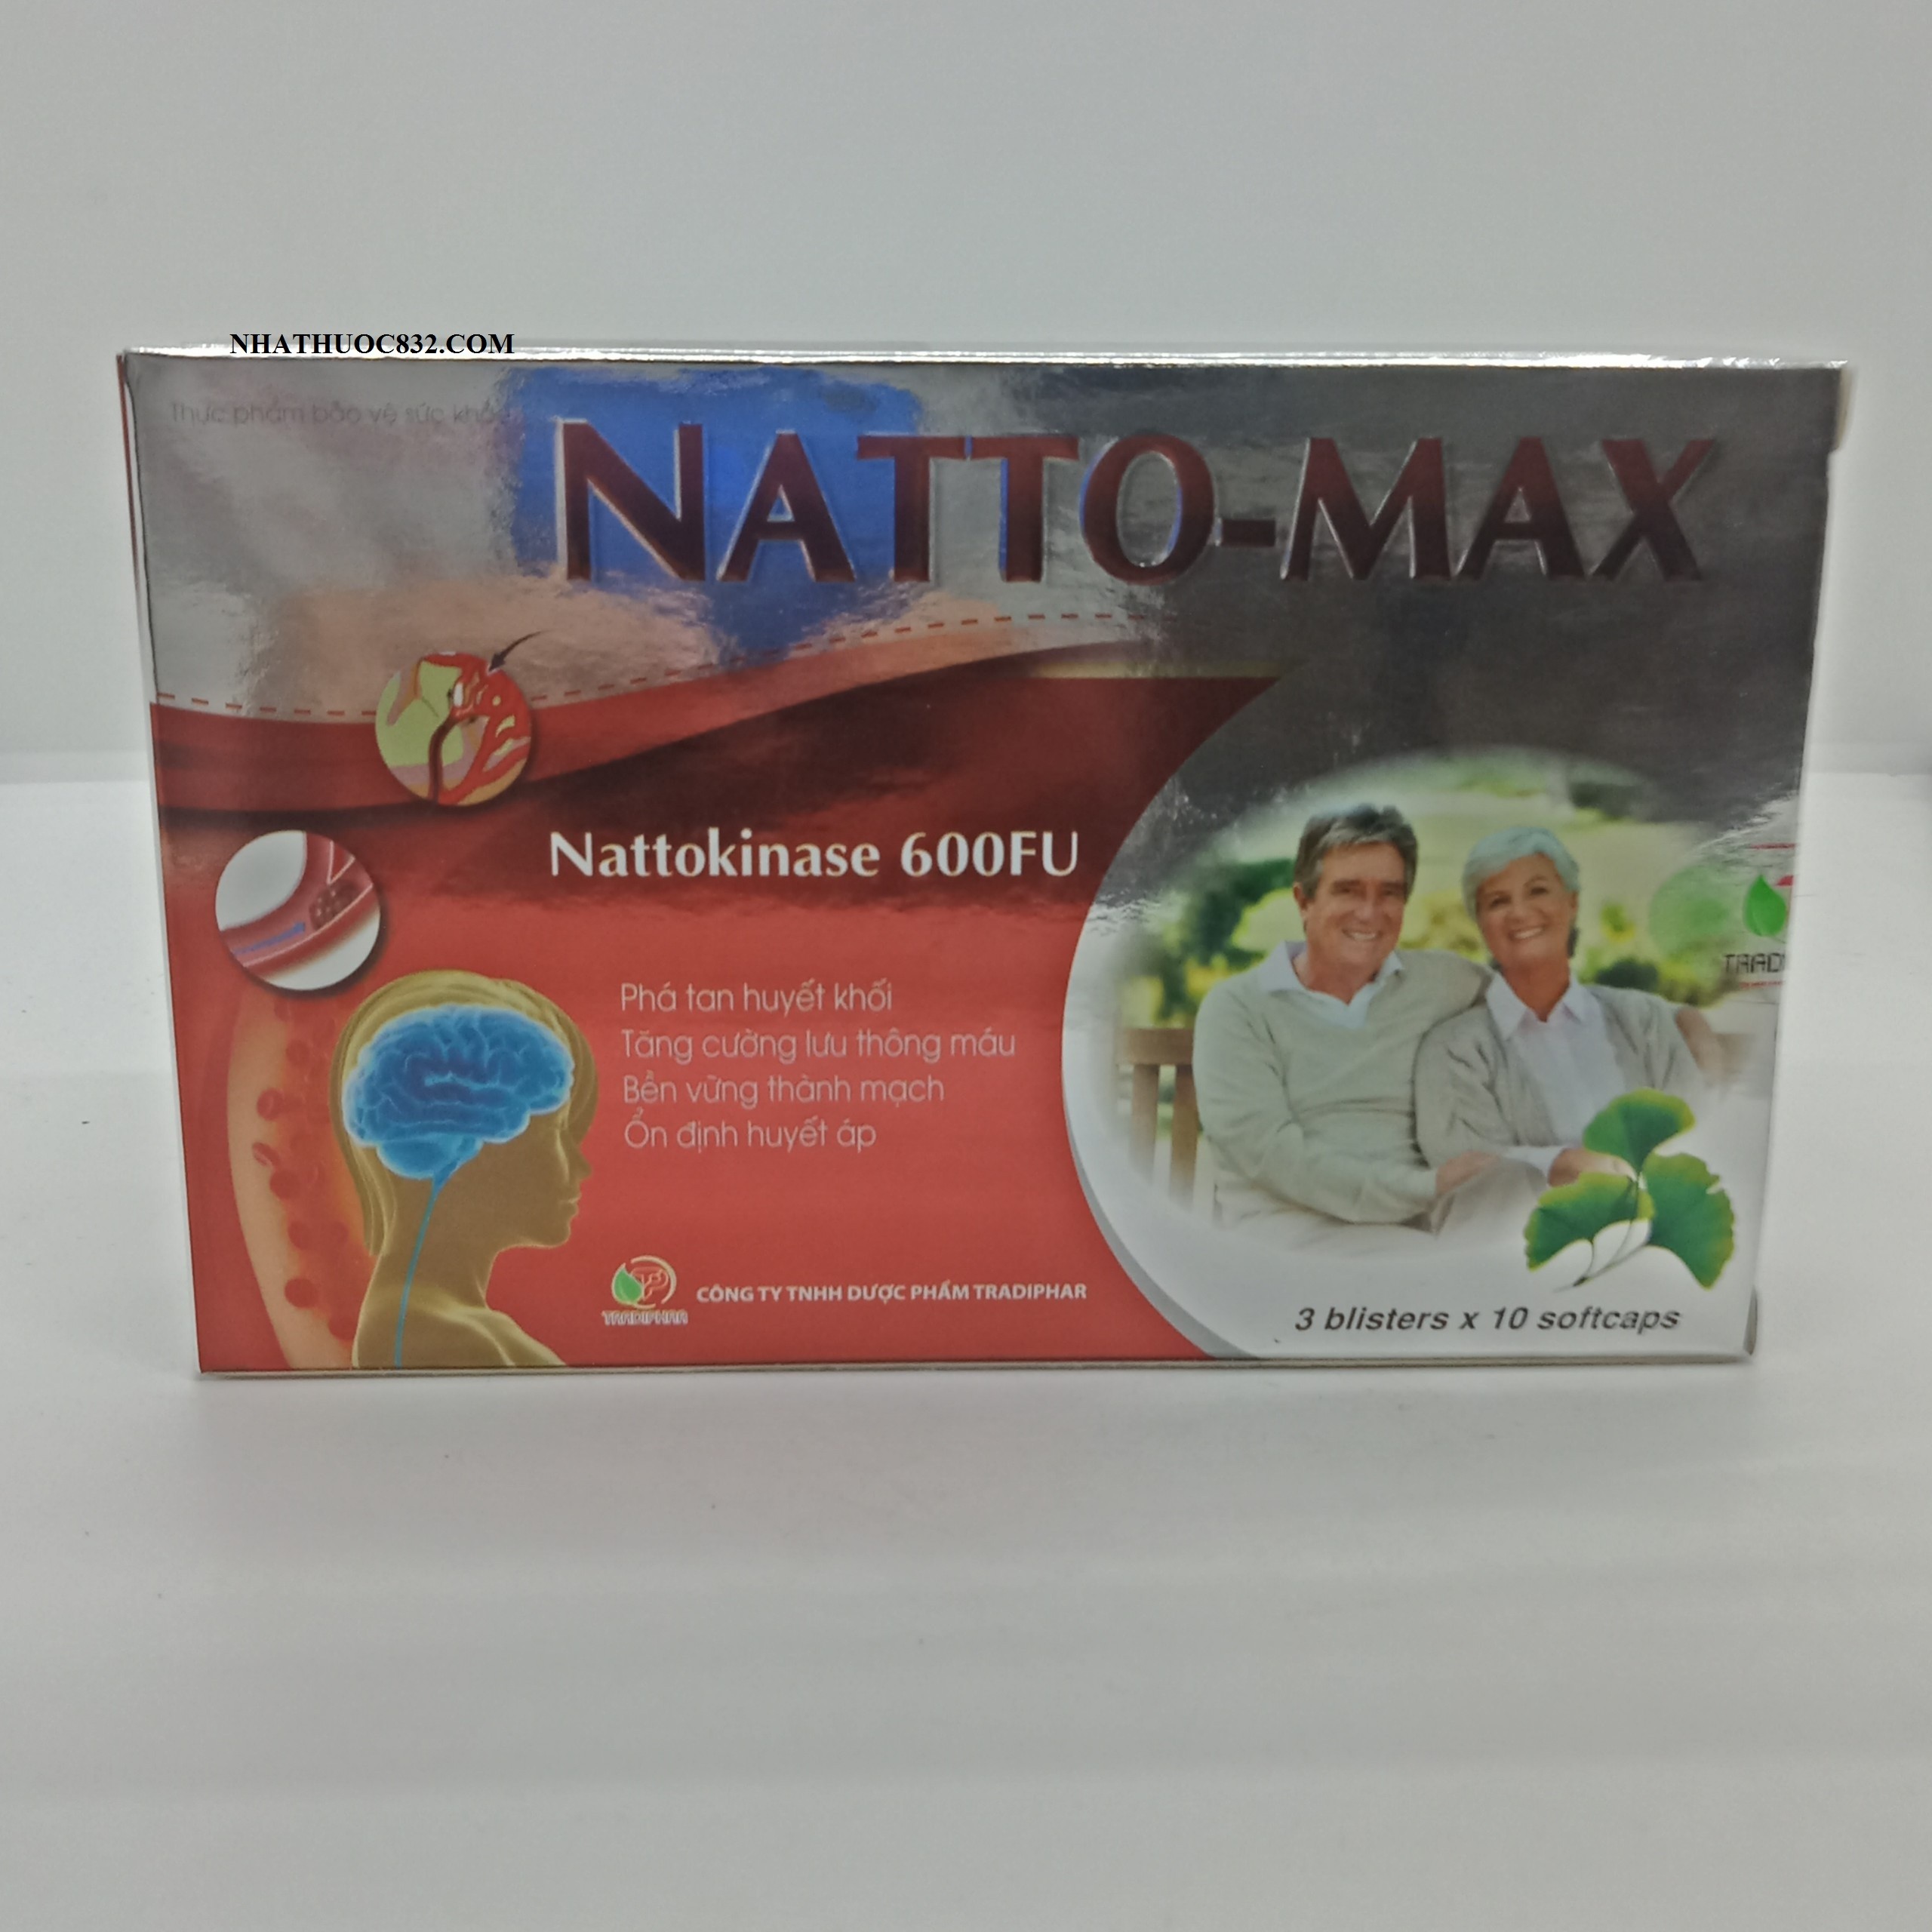 NHATHUOC832.COM
Thực phẩm bảo vệ sức khỏe
NATTO-MAX
Nattokinase 600FU
Phá tan huyết khối
Tăng cường lưu thông máu
Bền vững thành mạch
Ổn định huyết áp
TRADIPHAR
CÔNG TY TNHH DƯỢC PHẨM TRADIPHAR
3 blisters x 10 softcaps